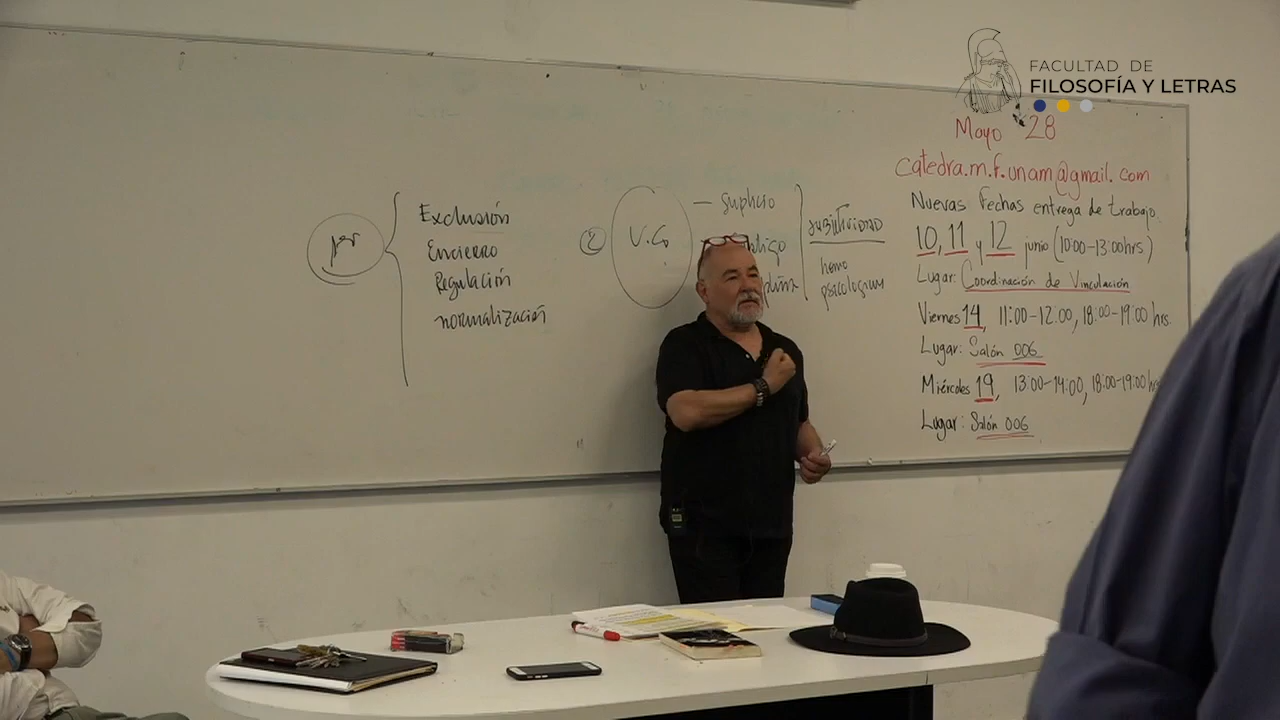 FACULTAD DE
FILOSOFÍA Y LETRAS
Mayo 28
catedra.m.f.unam@gmail.com
Nuevas Fechas entrega de trabajo.
10, 11 y 12 junio (10:00-13:00hrs.)
Lugar: Coordinación de Vinculación
Viernes 14, 11:00-12:00, 18:00-19:00 hrs.
Lugar: Salón 006
Miércoles 19, 13:00-14:00, 18:00-19:00 hrs
Lugar: Salón 006
Exclusión
Encierro
Regulación
normalización
2
V.C
— Suplicio
subjetividad
homo
psicologicum